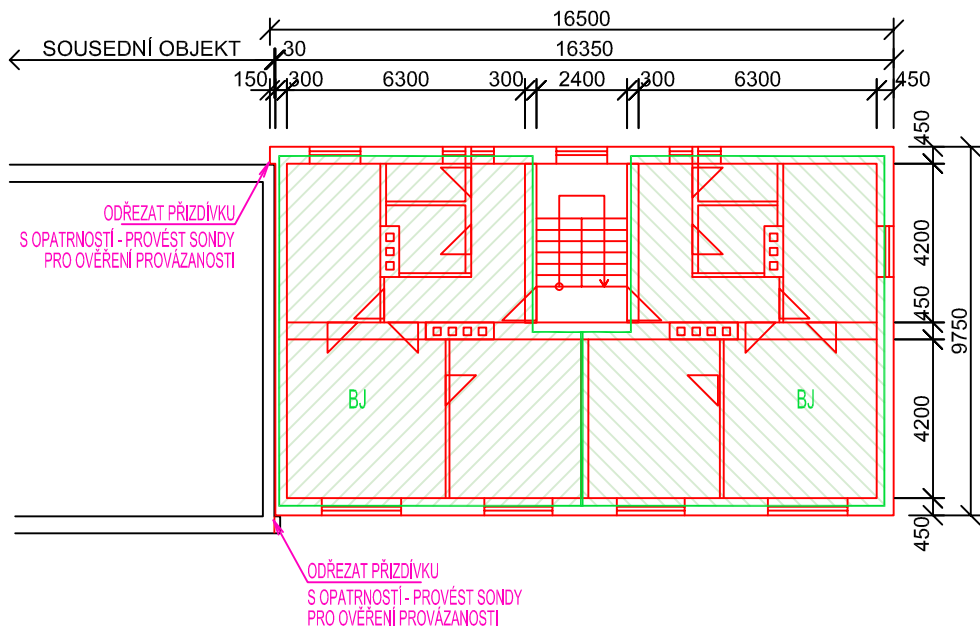 16500
SOUSEDNÍ OBJEKT
30
16350
150
300
6300
300
2400
300
6300
450
450
4200
450
9750
4200
450
ODŘEZAT PŘIZDÍVKU
S OPATRNOSTÍ - PROVÉST SONDY
PRO OVĚŘENÍ PROVÁZANOSTI
BJ
BJ
ODŘEZAT PŘIZDÍVKU
S OPATRNOSTÍ - PROVÉST SONDY
PRO OVĚŘENÍ PROVÁZANOSTI